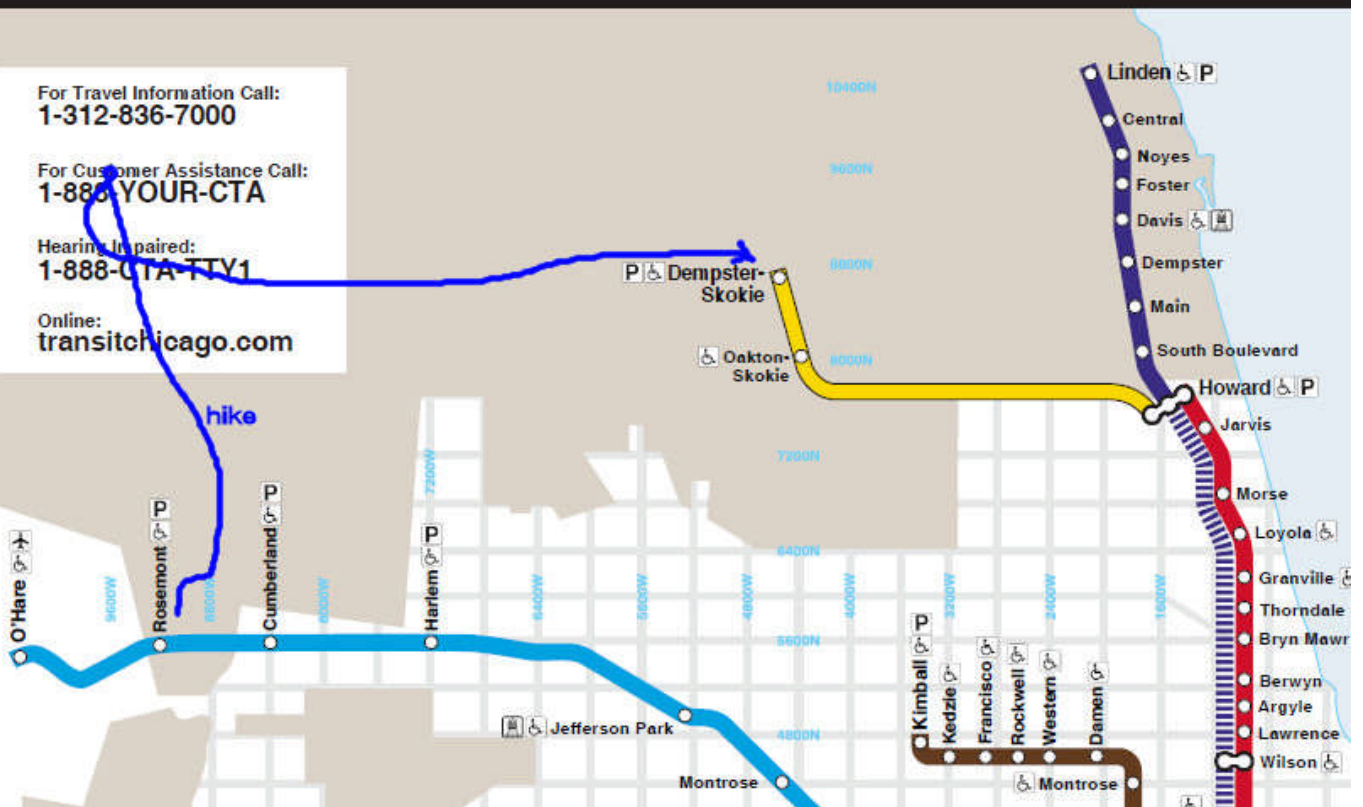 For Travel Information Call:
1-312-836-7000
For Customer Assistance Call:
1-888-YOUR-CTA
Hearing Impaired:
1-888-CTA-TTY1
Online:
transitchicago.com
hike
10400N
9600N
8800N
8000N
7200N
6400N
5600N
4800N
9600W
8800W
8000W
7200W
6400W
5600W
4800W
4000W
3200W
2400W
1600W
Linden P
Central
Noyes
Foster
Davis
Dempster
Main
South Boulevard
Howard P
Jarvis
Morse
Loyola
Granville
Thorndale
Bryn Mawr
Berwyn
Argyle
Lawrence
Wilson
P Dempster-
Skokie
Oakton-
Skokie
O'Hare
Rosemont P
Cumberland P
Harlem P
Jefferson Park
Montrose
Kimball P
Kedzie
Francisco
Rockwell
Western
Damen
Montrose